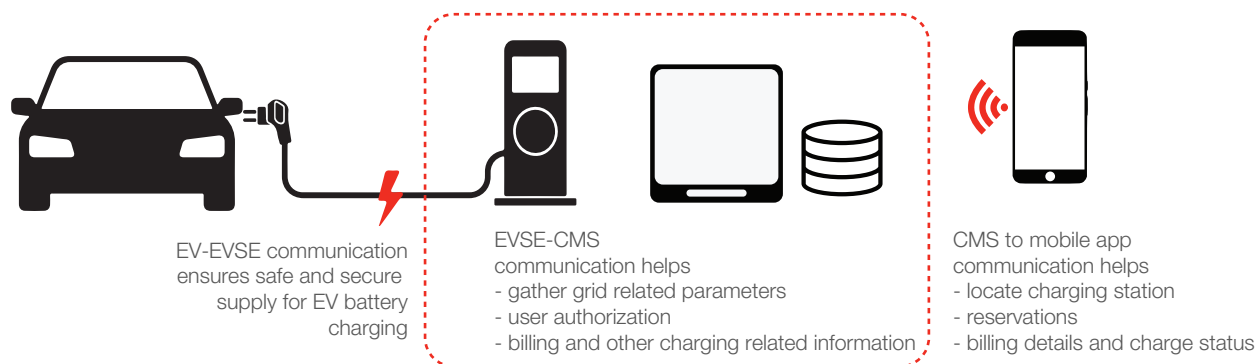 EV-EVSE communication
ensures safe and secure
supply for EV battery
charging
EVSE-CMS
communication helps
- gather grid related parameters
- user authorization
- billing and other charging related information
CMS to mobile app
communication helps
- locate charging station
- reservations
- billing details and charge status